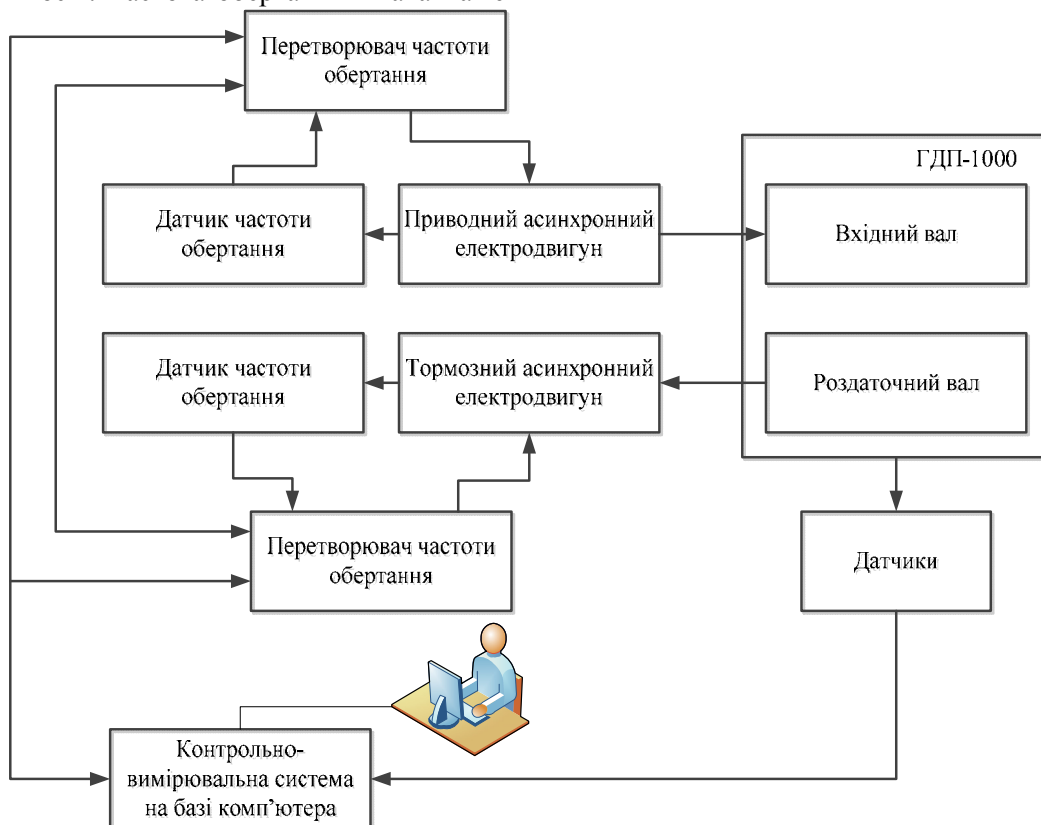 Перетворювач частоти
обертання
ГДП-1000
Датчик частоти
обертання
Приводний асинхронний
електродвигун
Вхідний вал
Датчик частоти
обертання
Тормозний асинхронний
електродвигун
Роздаточний вал
Перетворювач частоти
обертання
Датчики
Контрольно-
вимірювальна система
на базі комп’ютера